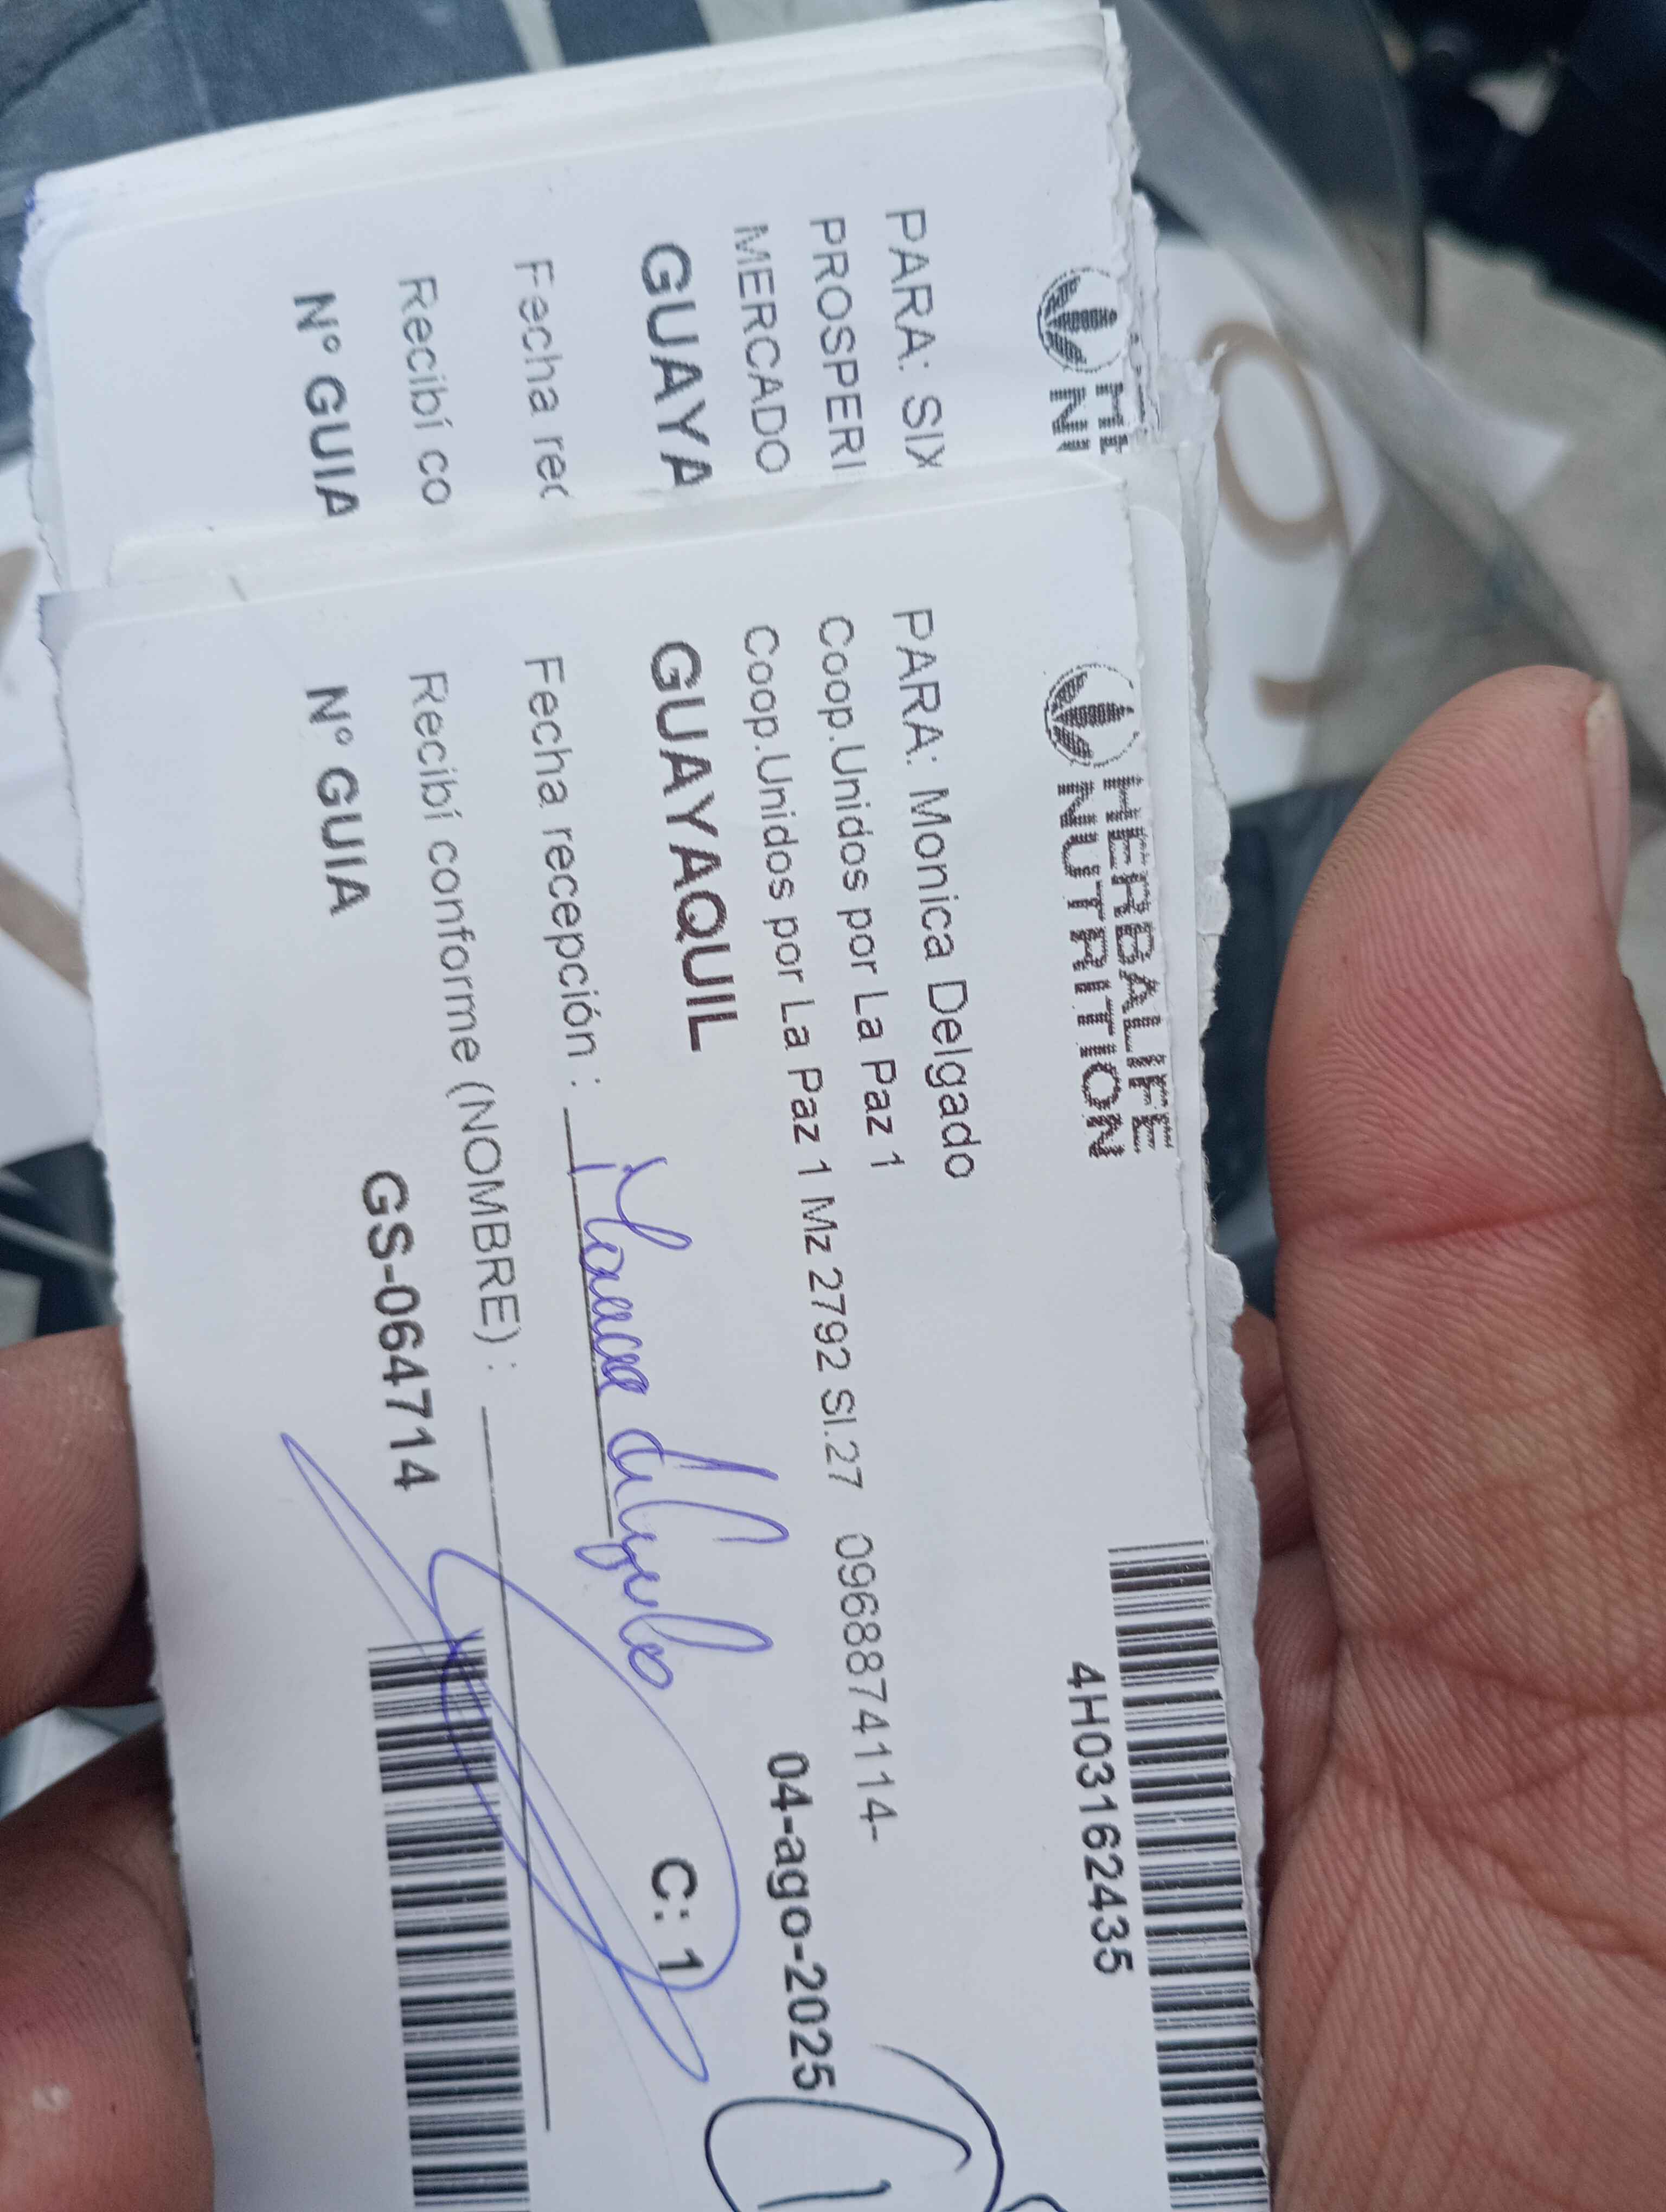 HERBALIFE
NUTRITION
4H03162435
PARA: Monica Delgado
Coop.Unidos por La Paz 1
Coop.Unidos por La Paz 1 Mz 2792 Sl.27 0968874114-
GUAYAQUIL
04-ago-2025
Fecha recepción :
C: 1
Recibí conforme (NOMBRE) :
Nº GUIA
GS-064714
PARA: SIX
PROSPERI
MERCADO
GUAYA
Fecha rec
Recibí co
Nº GUIA